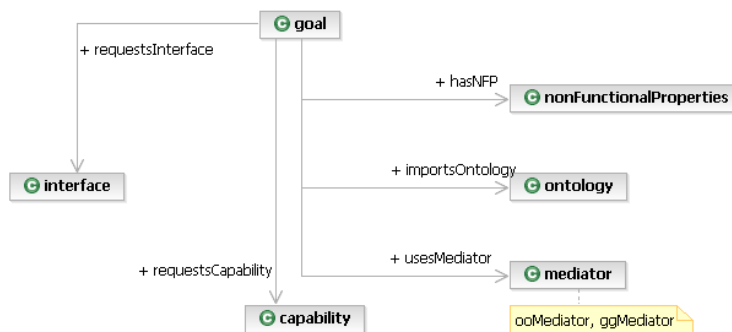 C goal
+ requestsInterface
+ hasNFP
C nonFunctionalProperties
+ importsOntology
C interface
C ontology
+ usesMediator
+ requestsCapability
C mediator
C capability
ooMediator, ggMediator